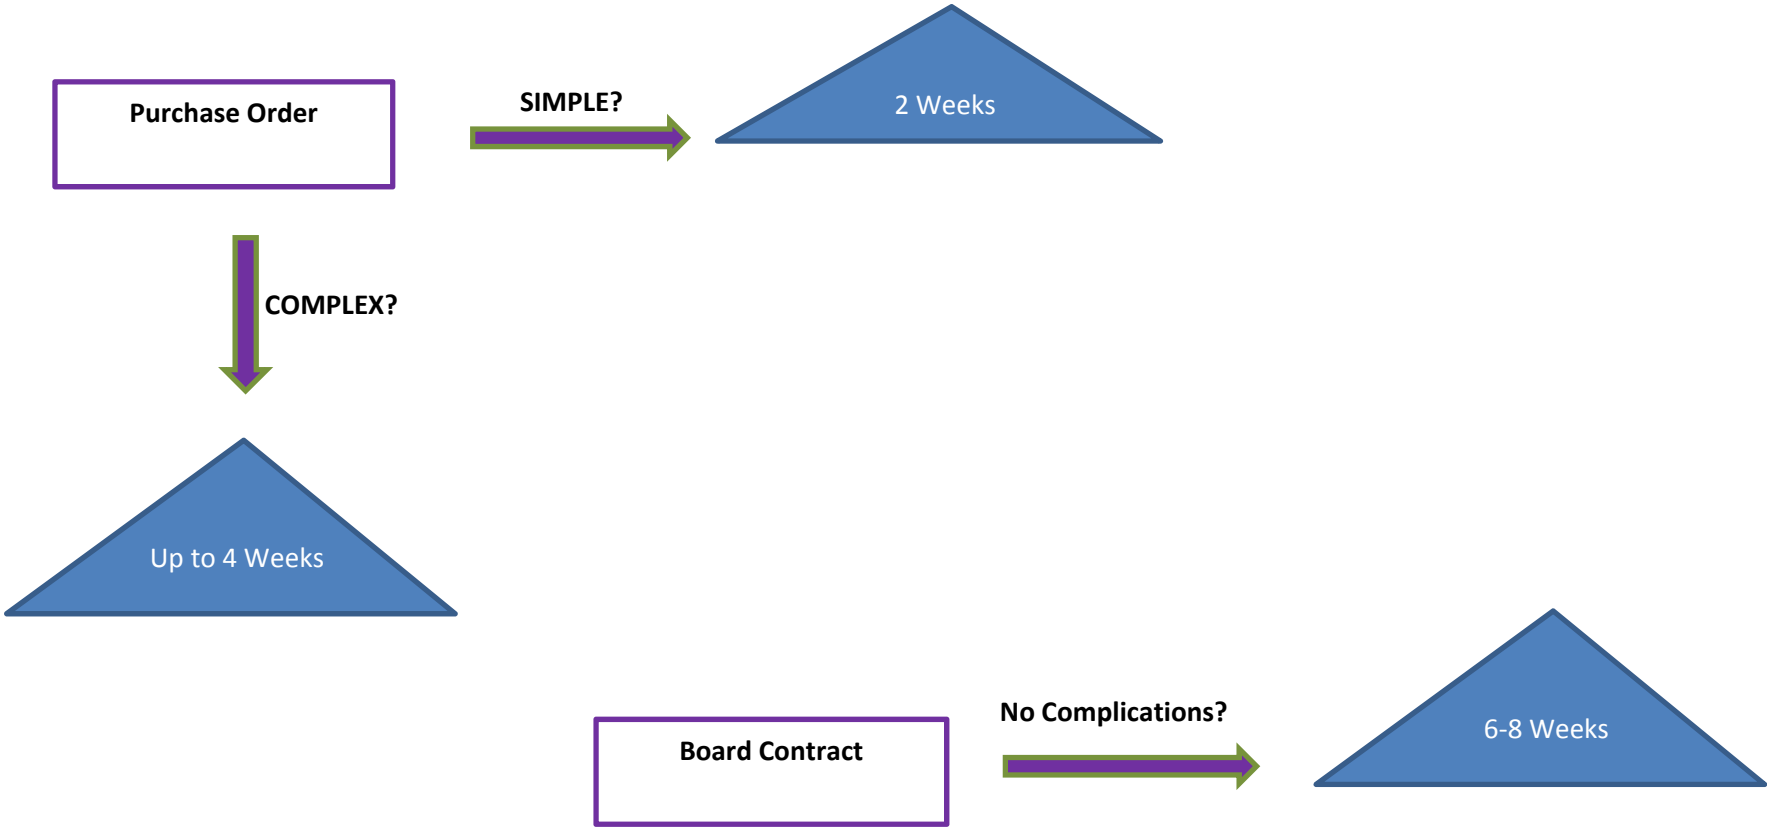 Purchase Order
SIMPLE?
2 Weeks
COMPLEX?
Up to 4 Weeks
Board Contract
No Complications?
6-8 Weeks